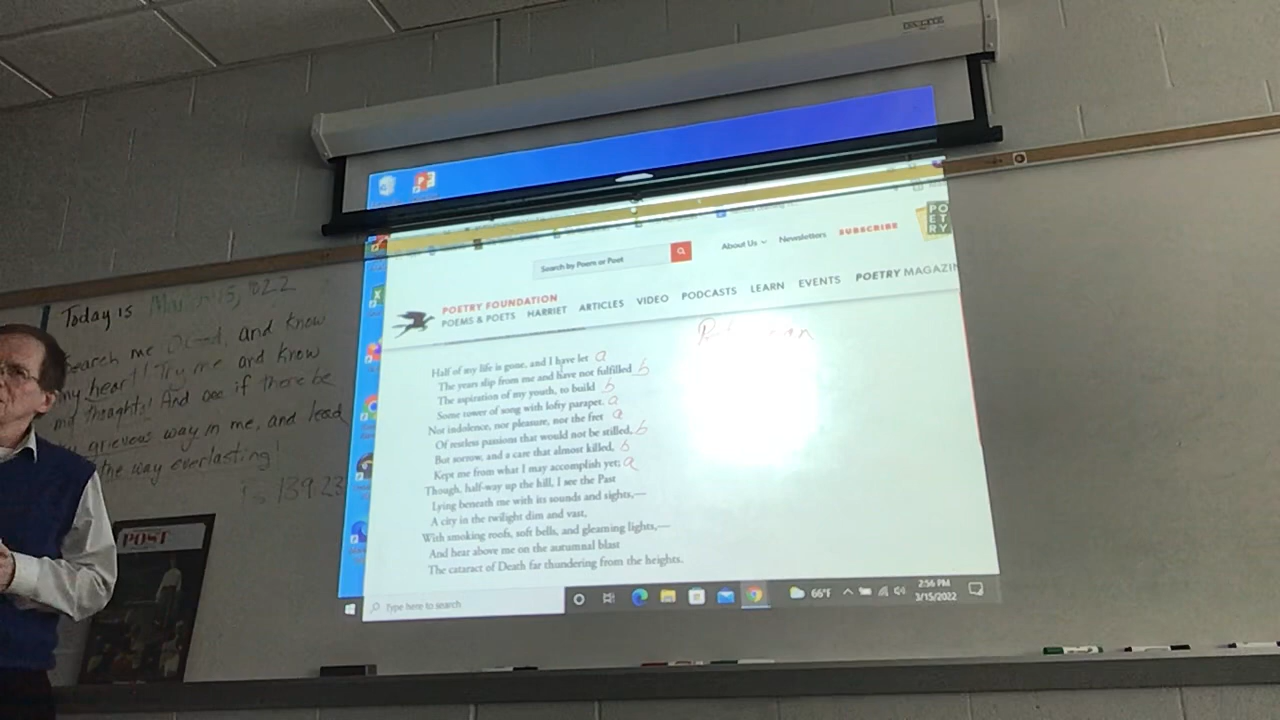 Today is March 15, 2022
Search me O God, and know
my heart! Try me and know
my thoughts! And see if there be
grievous way in me, and lead
the way everlasting!
139:23
POST
Search by Poem or Poet
About Us
Newsletters
SUBSCRIBE
PO
ET
RY
POETRY FOUNDATION
POEMS & POETS HARRIET ARTICLES VIDEO PODCASTS LEARN EVENTS POETRY MAGAZIN
Half of my life is gone, and I have let a
The years slip from me and have not fulfilled b
The aspiration of my youth, to build b
Some tower of song with lofty parapet. a
Not indolence, nor pleasure, nor the fret a
Of restless passions that would not be stilled, b
But sorrow, and a care that almost killed, b
Kept me from what I may accomplish yet; a
Though, half-way up the hill, I see the Past
Lying beneath me with its sounds and sights,—
A city in the twilight dim and vast,
With smoking roofs, soft bells, and gleaming lights,—
And hear above me on the autumnal blast
The cataract of Death far thundering from the heights.
Type here to search
66°F
2:56 PM
3/15/2022